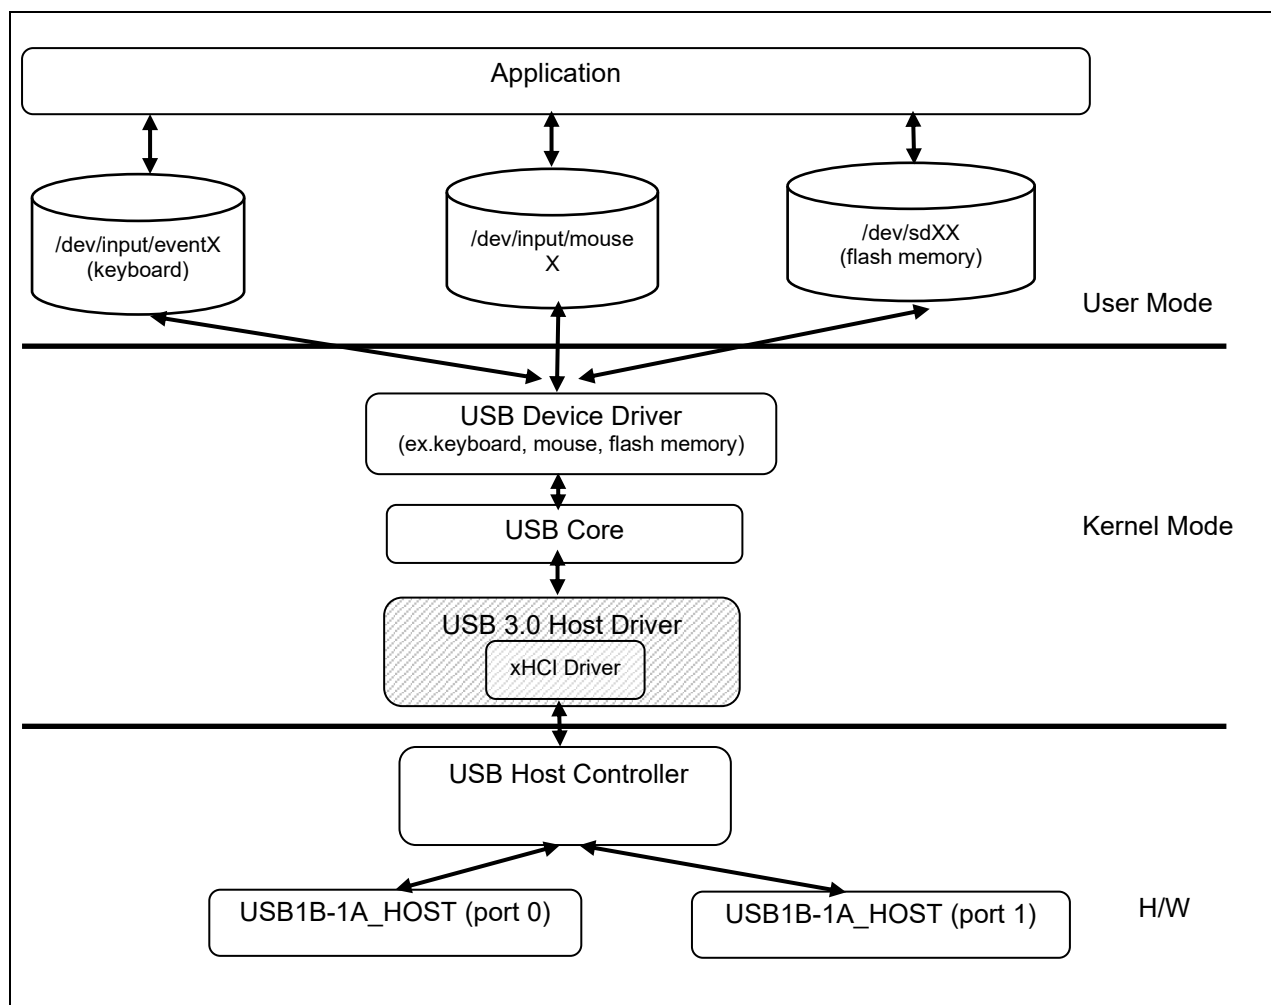 Application
/dev/input/eventX
(keyboard)
/dev/input/mouse
X
/dev/sdXX
(flash memory)
User Mode
USB Device Driver
(ex.keyboard, mouse, flash memory)
USB Core
Kernel Mode
USB 3.0 Host Driver
xHCI Driver
USB Host Controller
USB1B-1A_HOST (port 0)
USB1B-1A_HOST (port 1)
H/W